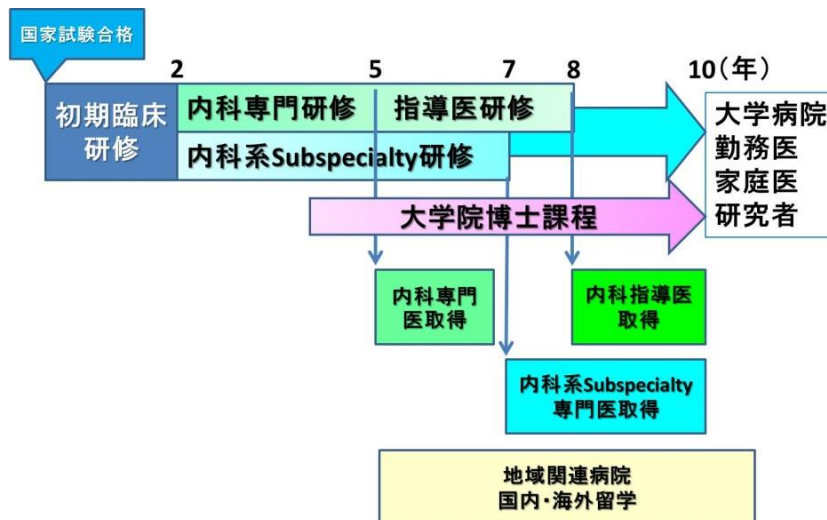 国家試験合格
2
5
7
8
10(年)
初期臨床
研修
内科専門研修
指導医研修
内科系Subspecialty研修
大学病院
勤務医
家庭医
研究者
大学院博士課程
内科専門
医取得
内科指導医
取得
内科系Subspecialty
専門医取得
地域関連病院
国内・海外留学